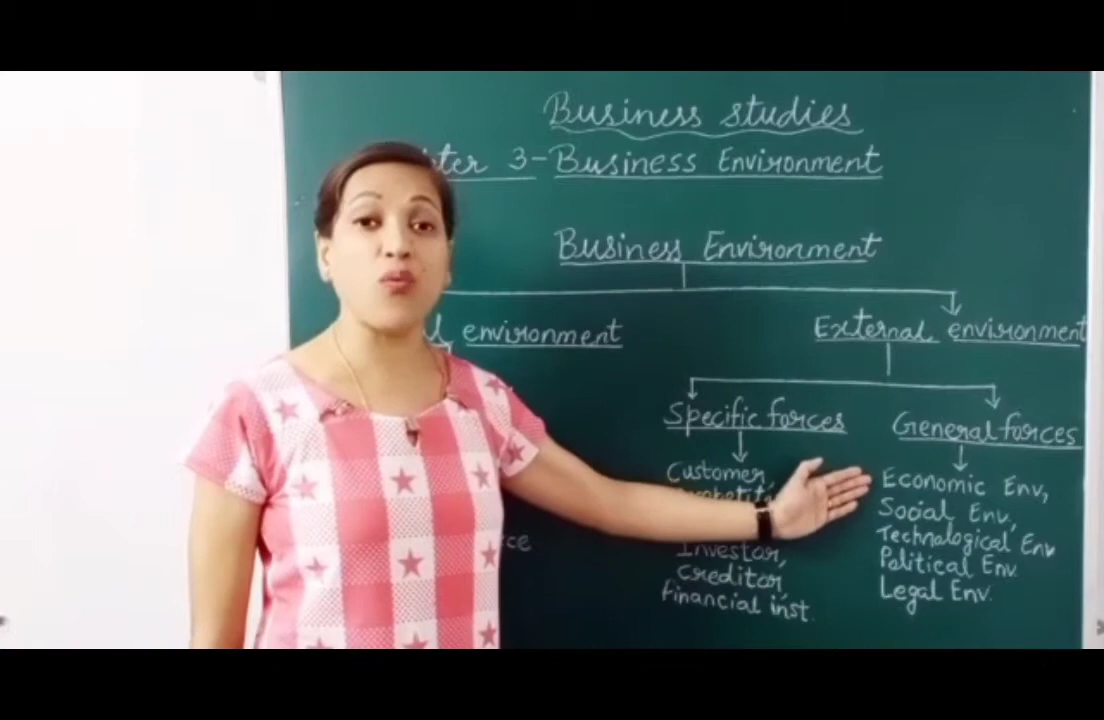 Business studies
3- Business Environment
Business Environment
environment
External environment
Specific forces
General forces
Customer,
Investor,
Creditor
Financial inst.
Economic Env,
Social Env,
Technological Env
Political Env.
Legal Env.